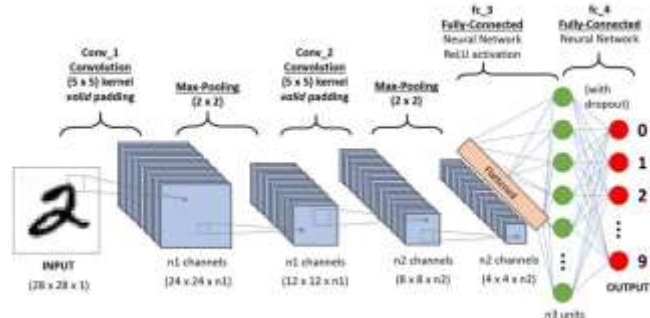 fc_3
Fully-Connected
Neural Network
ReLU activation
fc_4
Fully-Connected
Neural Network
Conv_1
Convolution
(5 x 5) kernel
valid padding
Max-Pooling
(2 x 2)
Conv_2
Convolution
(5 x 5) kernel
valid padding
Max-Pooling
(2 x 2)
(with
dropout)
Flattened
0
1
2
9
2
INPUT
(28 x 28 x 1)
n1 channels
(24 x 24 x n1)
n1 channels
(12 x 12 x n1)
n2 channels
(8 x 8 x n2)
n2 channels
(4 x 4 x n2)
OUTPUT
n3 units